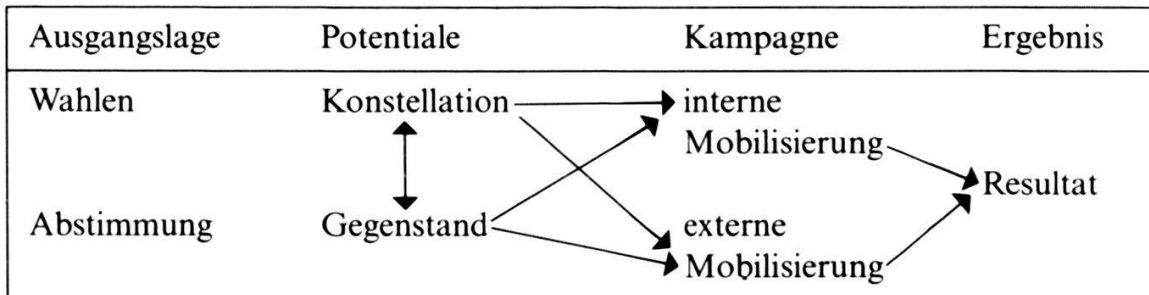 Ausgangslage Potentiale Kampagne Ergebnis
Wahlen Konstellation interne
Mobilisierung
Resultat
Abstimmung Gegenstand externe
Mobilisierung